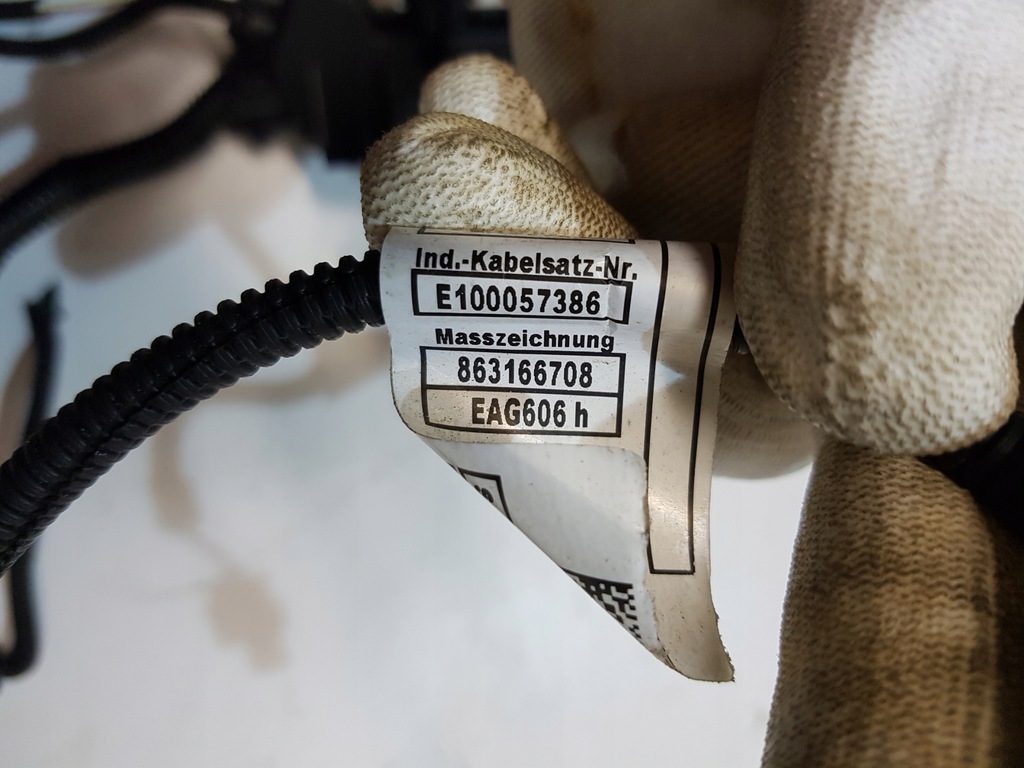 Ind.-Kabelsatz-Nr.
E100057386
Masszeichnung
863166708
EAG606 h